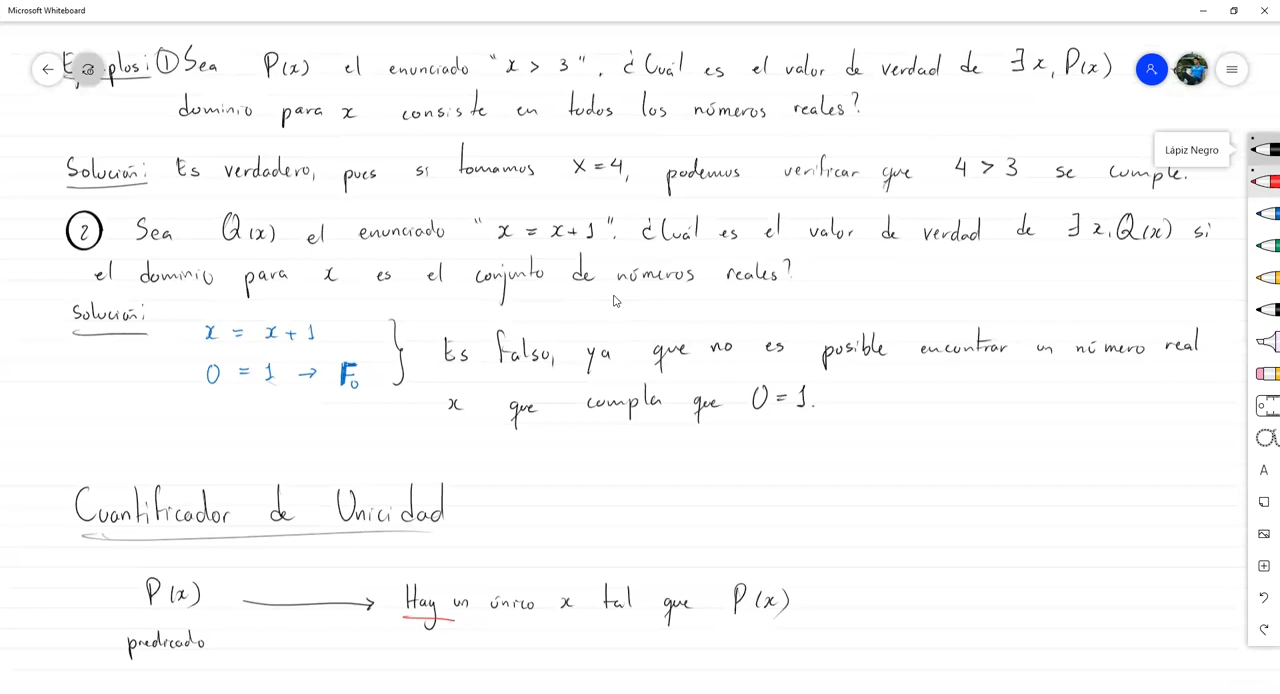 Microsoft Whiteboard
plos: ① Sea P(x) el enunciado "x > 3". ¿Cuál es el valor de verdad de ∃x, P(x)
dominio para x consiste en todos los números reales?
Lápiz Negro
Solución: Es verdadero, pues si tomamos x = 4, podemos verificar que 4 > 3 se cumple.
② Sea Q(x) el enunciado "x = x + 1". ¿Cuál es el valor de verdad de ∃x, Q(x) si
el dominio para x es el conjunto de números reales?
Solución:
x = x + 1
0 = 1 → Fo
} Es Falso, ya que no es posible encontrar un número real
x que cumpla que 0 = 1.
Cuantificador de Unicidad
P(x) → Hay un único x tal que P(x)
predicado